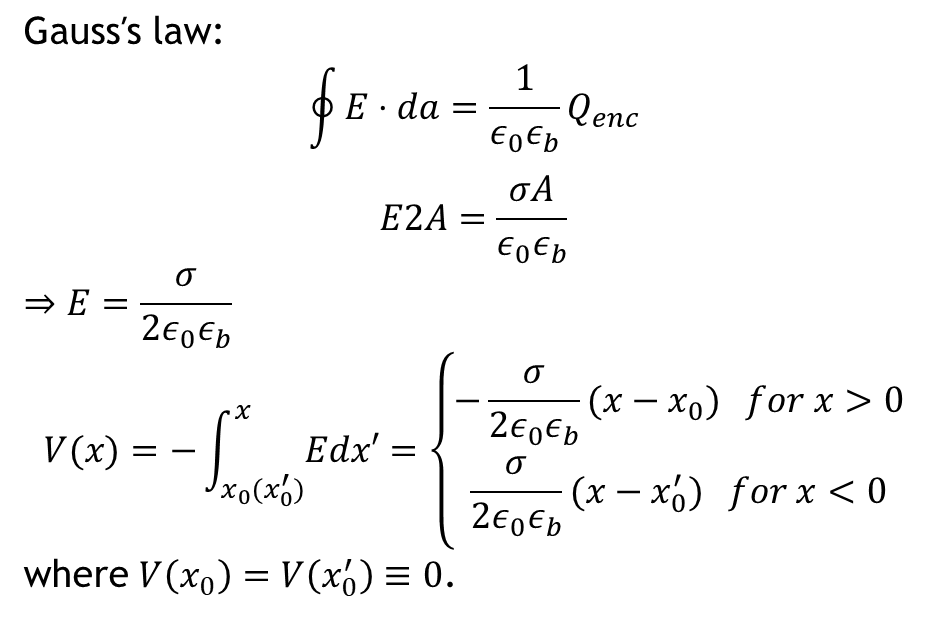 Gauss's law:
∮ E · da = 1/(ϵ₀ϵ_b) Q_enc
E2A = σA/(ϵ₀ϵ_b)
⇒ E = σ/(2ϵ₀ϵ_b)
V(x) = −∫_{x₀(x₀′)}^{x} Edx′ = { −σ/(2ϵ₀ϵ_b) (x − x₀) for x > 0
σ/(2ϵ₀ϵ_b) (x − x₀′) for x < 0
where V(x₀) = V(x₀′) ≡ 0.